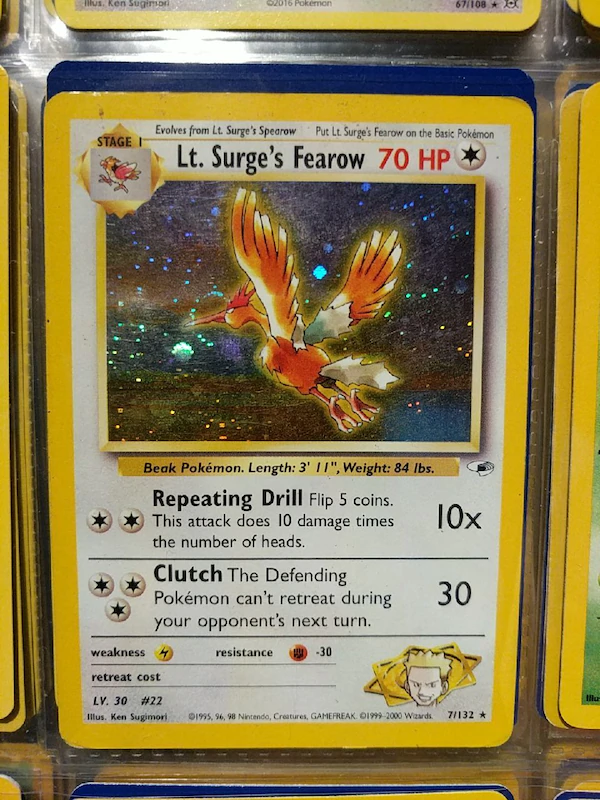 Illus. Ken Sugimori ©2016 Pokémon 67/108 ★
Evolves from Lt. Surge's Spearow Put Lt. Surge's Fearow on the Basic Pokémon
STAGE 1
Lt. Surge's Fearow 70 HP
Beak Pokémon. Length: 3' 11", Weight: 84 lbs.
Repeating Drill Flip 5 coins.
This attack does 10 damage times
the number of heads.
10x
Clutch The Defending
Pokémon can't retreat during
your opponent's next turn.
30
weakness resistance -30
retreat cost
LV. 30 #22
Illus. Ken Sugimori ©1995, 96, 98 Nintendo, Creatures, GAMEFREAK. ©1999-2000 Wizards. 7/132 ★
Illus